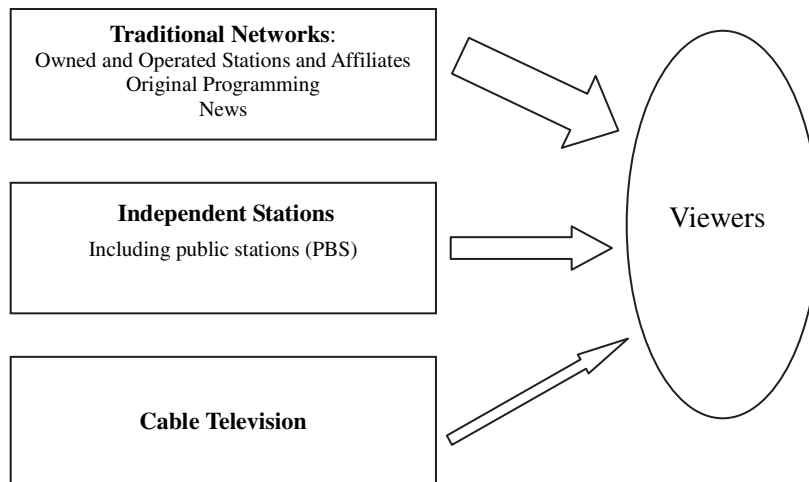 Traditional Networks:
Owned and Operated Stations and Affiliates
Original Programming
News
Independent Stations
Including public stations (PBS)
Cable Television
Viewers